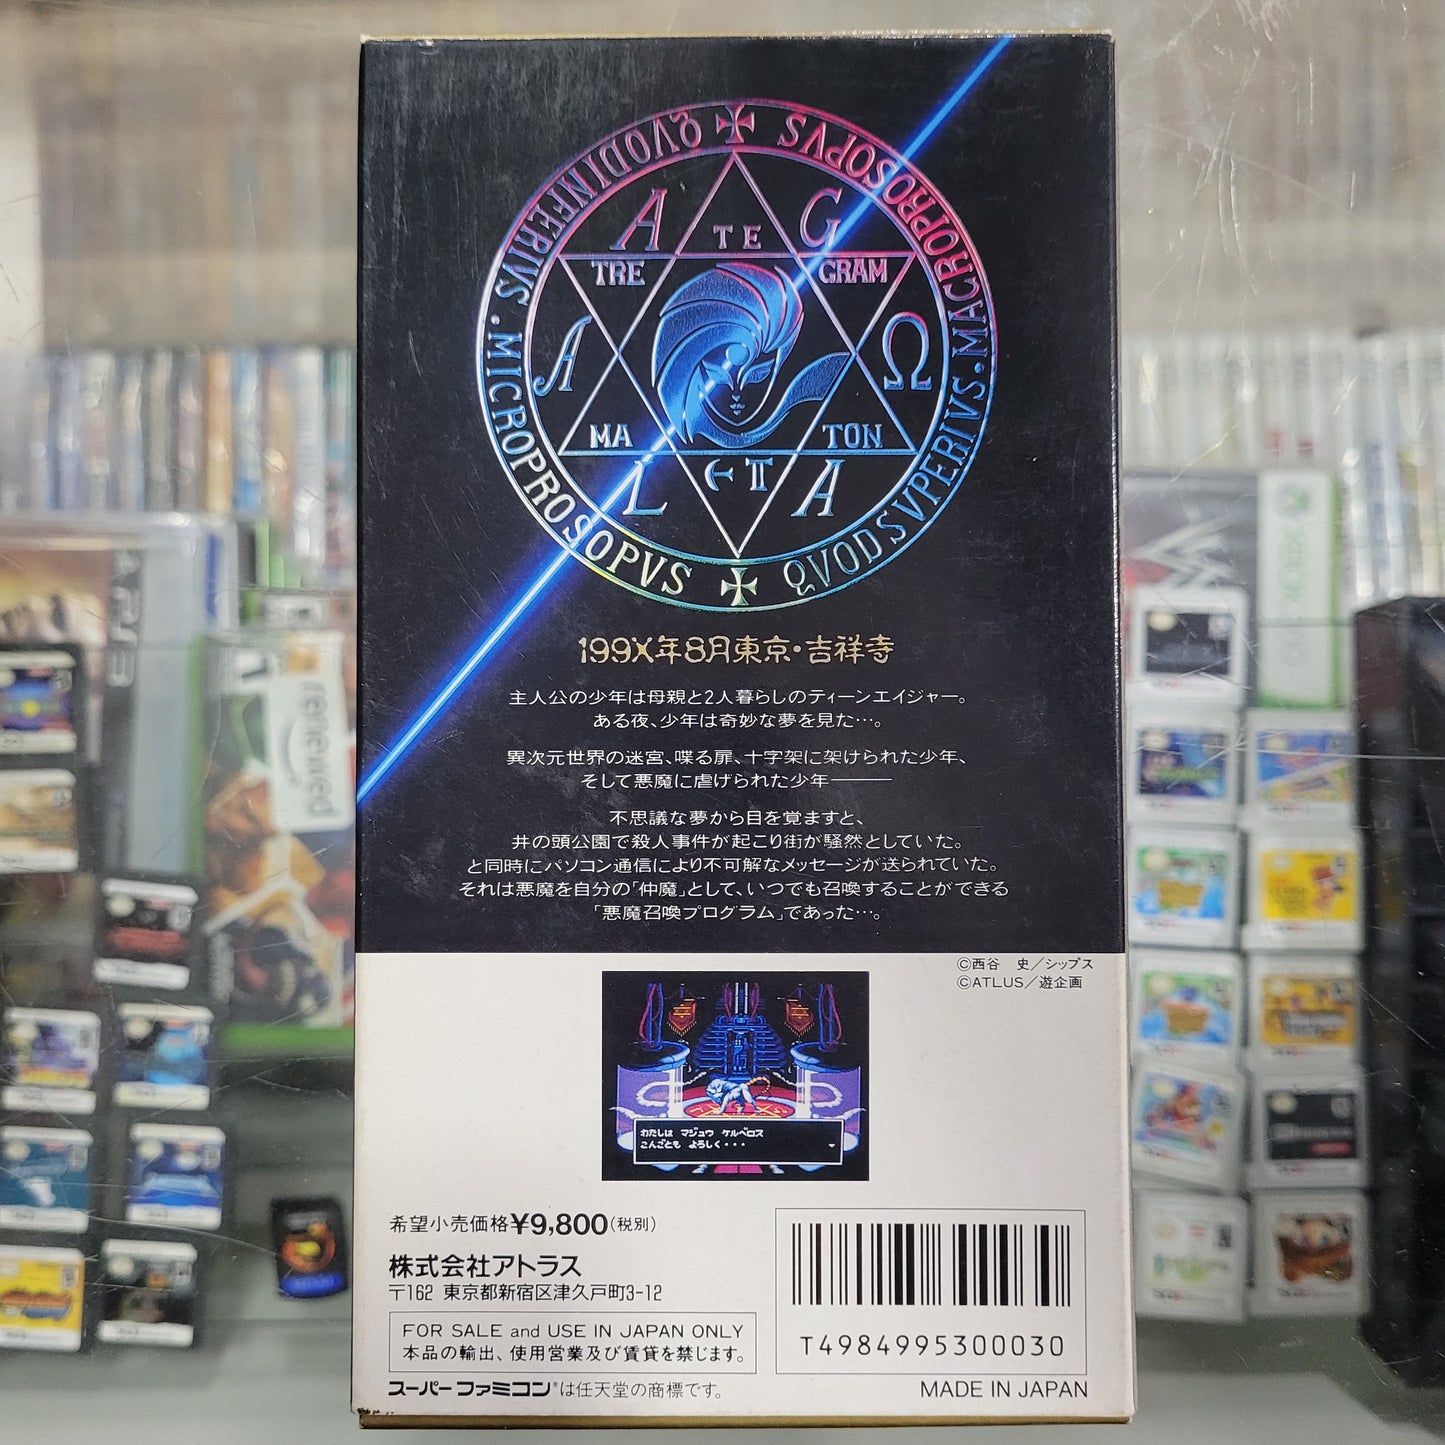 QVODINFERIVS
MACROPROSOPVS
A
TE
G
TRE
GRAM
A
Ω
MA
TON
L
A
MICROPROSOPVS
QVODSVPERIVS
199X年8月東京・吉祥寺
主人公の少年は母親と2人暮らしのティーンエイジャー。
ある夜、少年は奇妙な夢を見た…。
異次元世界の迷宮、喋る扉、十字架に架けられた少年、
そして悪魔に虐げられた少年――
不思議な夢から目を覚ますと、
井の頭公園で殺人事件が起こり街が騒然としていた。
と同時にパソコン通信により不可解なメッセージが送られていた。
それは悪魔を自分の「仲魔」として、いつでも召喚することができる
「悪魔召喚プログラム」であった…。
©西谷 史/シップス
©ATLUS/遊企画
わたしは マジュウ ケルベロス
こんごとも よろしく・・・
希望小売価格¥9,800(税別)
株式会社アトラス
〒162 東京都新宿区津久戸町3-12
FOR SALE and USE IN JAPAN ONLY
本品の輸出、使用営業及び賃貸を禁じます。
スーパーファミコン®は任天堂の商標です。
T4984995300030
MADE IN JAPAN
renewed
PS3
XBOX